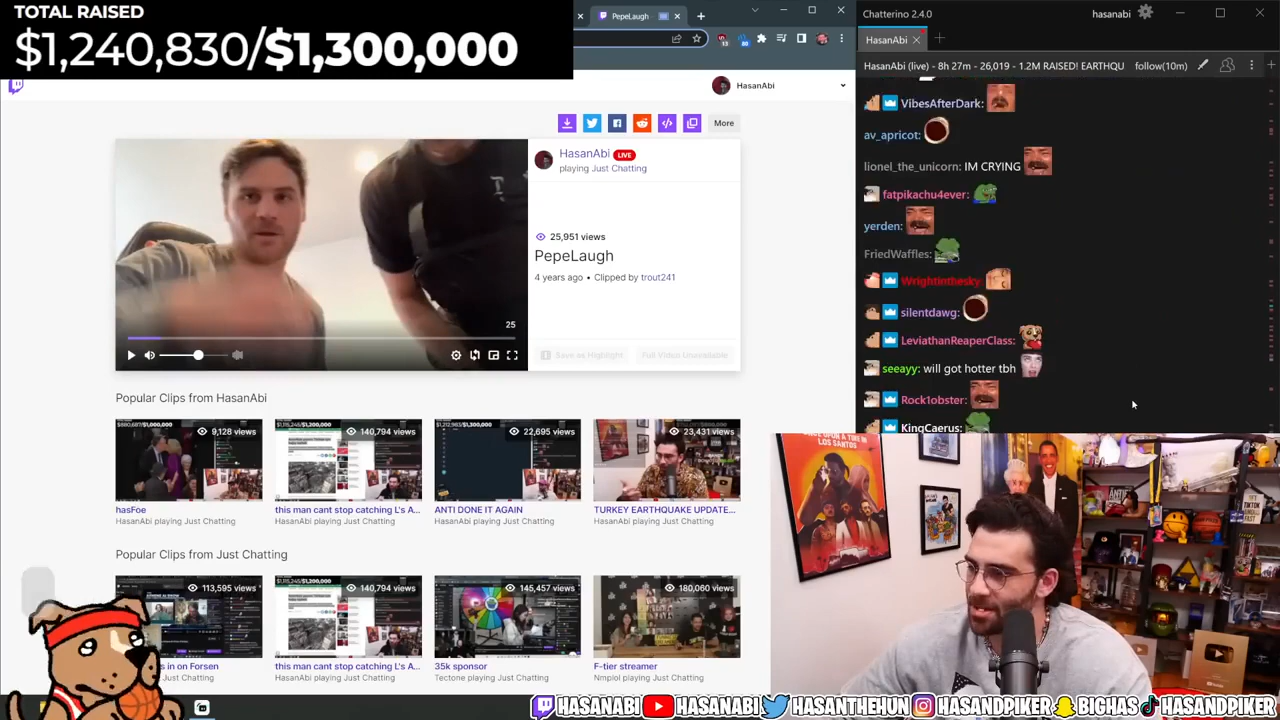 TOTAL RAISED
$1,240,830/$1,300,000
PepeLaugh
HasanAbi
More
HasanAbi LIVE
playing Just Chatting
25,951 views
PepeLaugh
4 years ago • Clipped by trout241
25
Save as Highlight
Full Video Unavailable
Popular Clips from HasanAbi
9,128 views
140,794 views
22,695 views
23,431 views
hasFoe
this man cant stop catching L's A...
ANTI DONE IT AGAIN
TURKEY EARTHQUAKE UPDATE...
HasanAbi playing Just Chatting
HasanAbi playing Just Chatting
HasanAbi playing Just Chatting
HasanAbi playing Just Chatting
Popular Clips from Just Chatting
113,595 views
140,794 views
145,457 views
180,060 views
in on Forsen
this man cant stop catching L's A...
35k sponsor
F-tier streamer
HasanAbi playing Just Chatting
Tectone playing Just Chatting
Nmplol playing Just Chatting
Chatterino 2.4.0
hasanabi
HasanAbi
HasanAbi (live) - 8h 27m - 26,019 - 1.2M RAISED! EARTHQU
follow(10m)
VibesAfterDark:
av_apricot:
lionel_the_unicorn: IM CRYING
fatpikachu4ever:
yerden:
FriedWaffles:
Wrightinthesky:
silentdawg:
LeviathanReaperClass:
seeayy: will got hotter tbh
Rock1obster:
KingCaerus:
HASANABI
HASANABI
HASANTHEHUN
HASANDPIKER
BIGHAS
HASANDPIKER